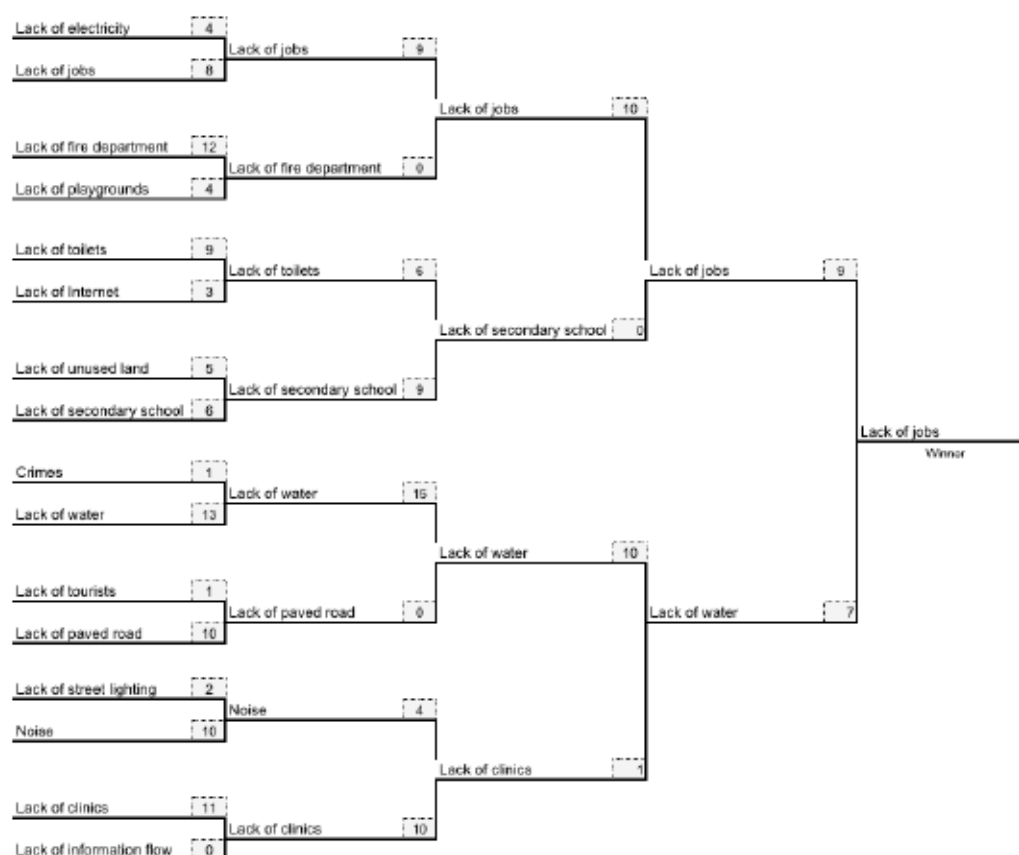 Lack of electricity 4
Lack of jobs 9
Lack of jobs 8
Lack of jobs 10
Lack of fire department 12
Lack of fire department 0
Lack of playgrounds 4
Lack of toilets 9
Lack of toilets 6
Lack of jobs 9
Lack of Internet 3
Lack of secondary school 0
Lack of unused land 5
Lack of secondary school 9
Lack of secondary school 6
Lack of jobs
Winner
Crimes 1
Lack of water 15
Lack of water 13
Lack of water 10
Lack of tourists 1
Lack of paved road 0
Lack of water 7
Lack of paved road 10
Lack of street lighting 2
Noise 4
Noise 10
Lack of clinics 1
Lack of clinics 11
Lack of clinics 10
Lack of information flow 0